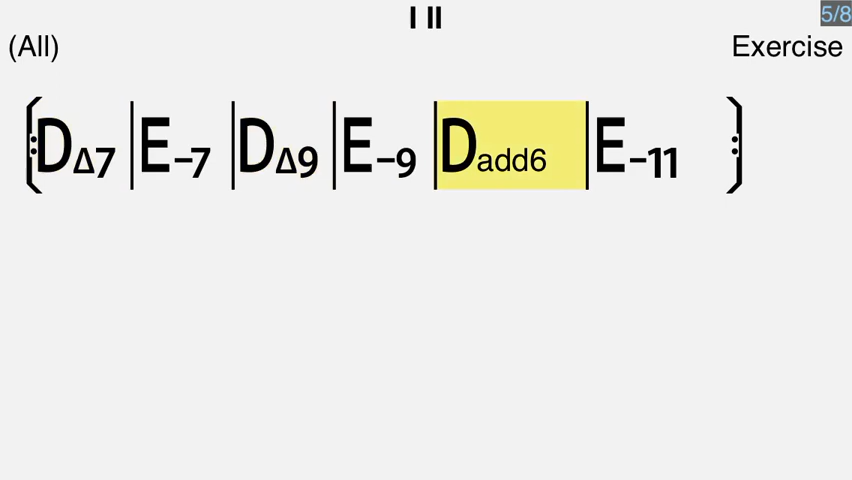 I II
5/8
(All)
Exercise
DΔ7 E-7 DΔ9 E-9 Dadd6 E-11